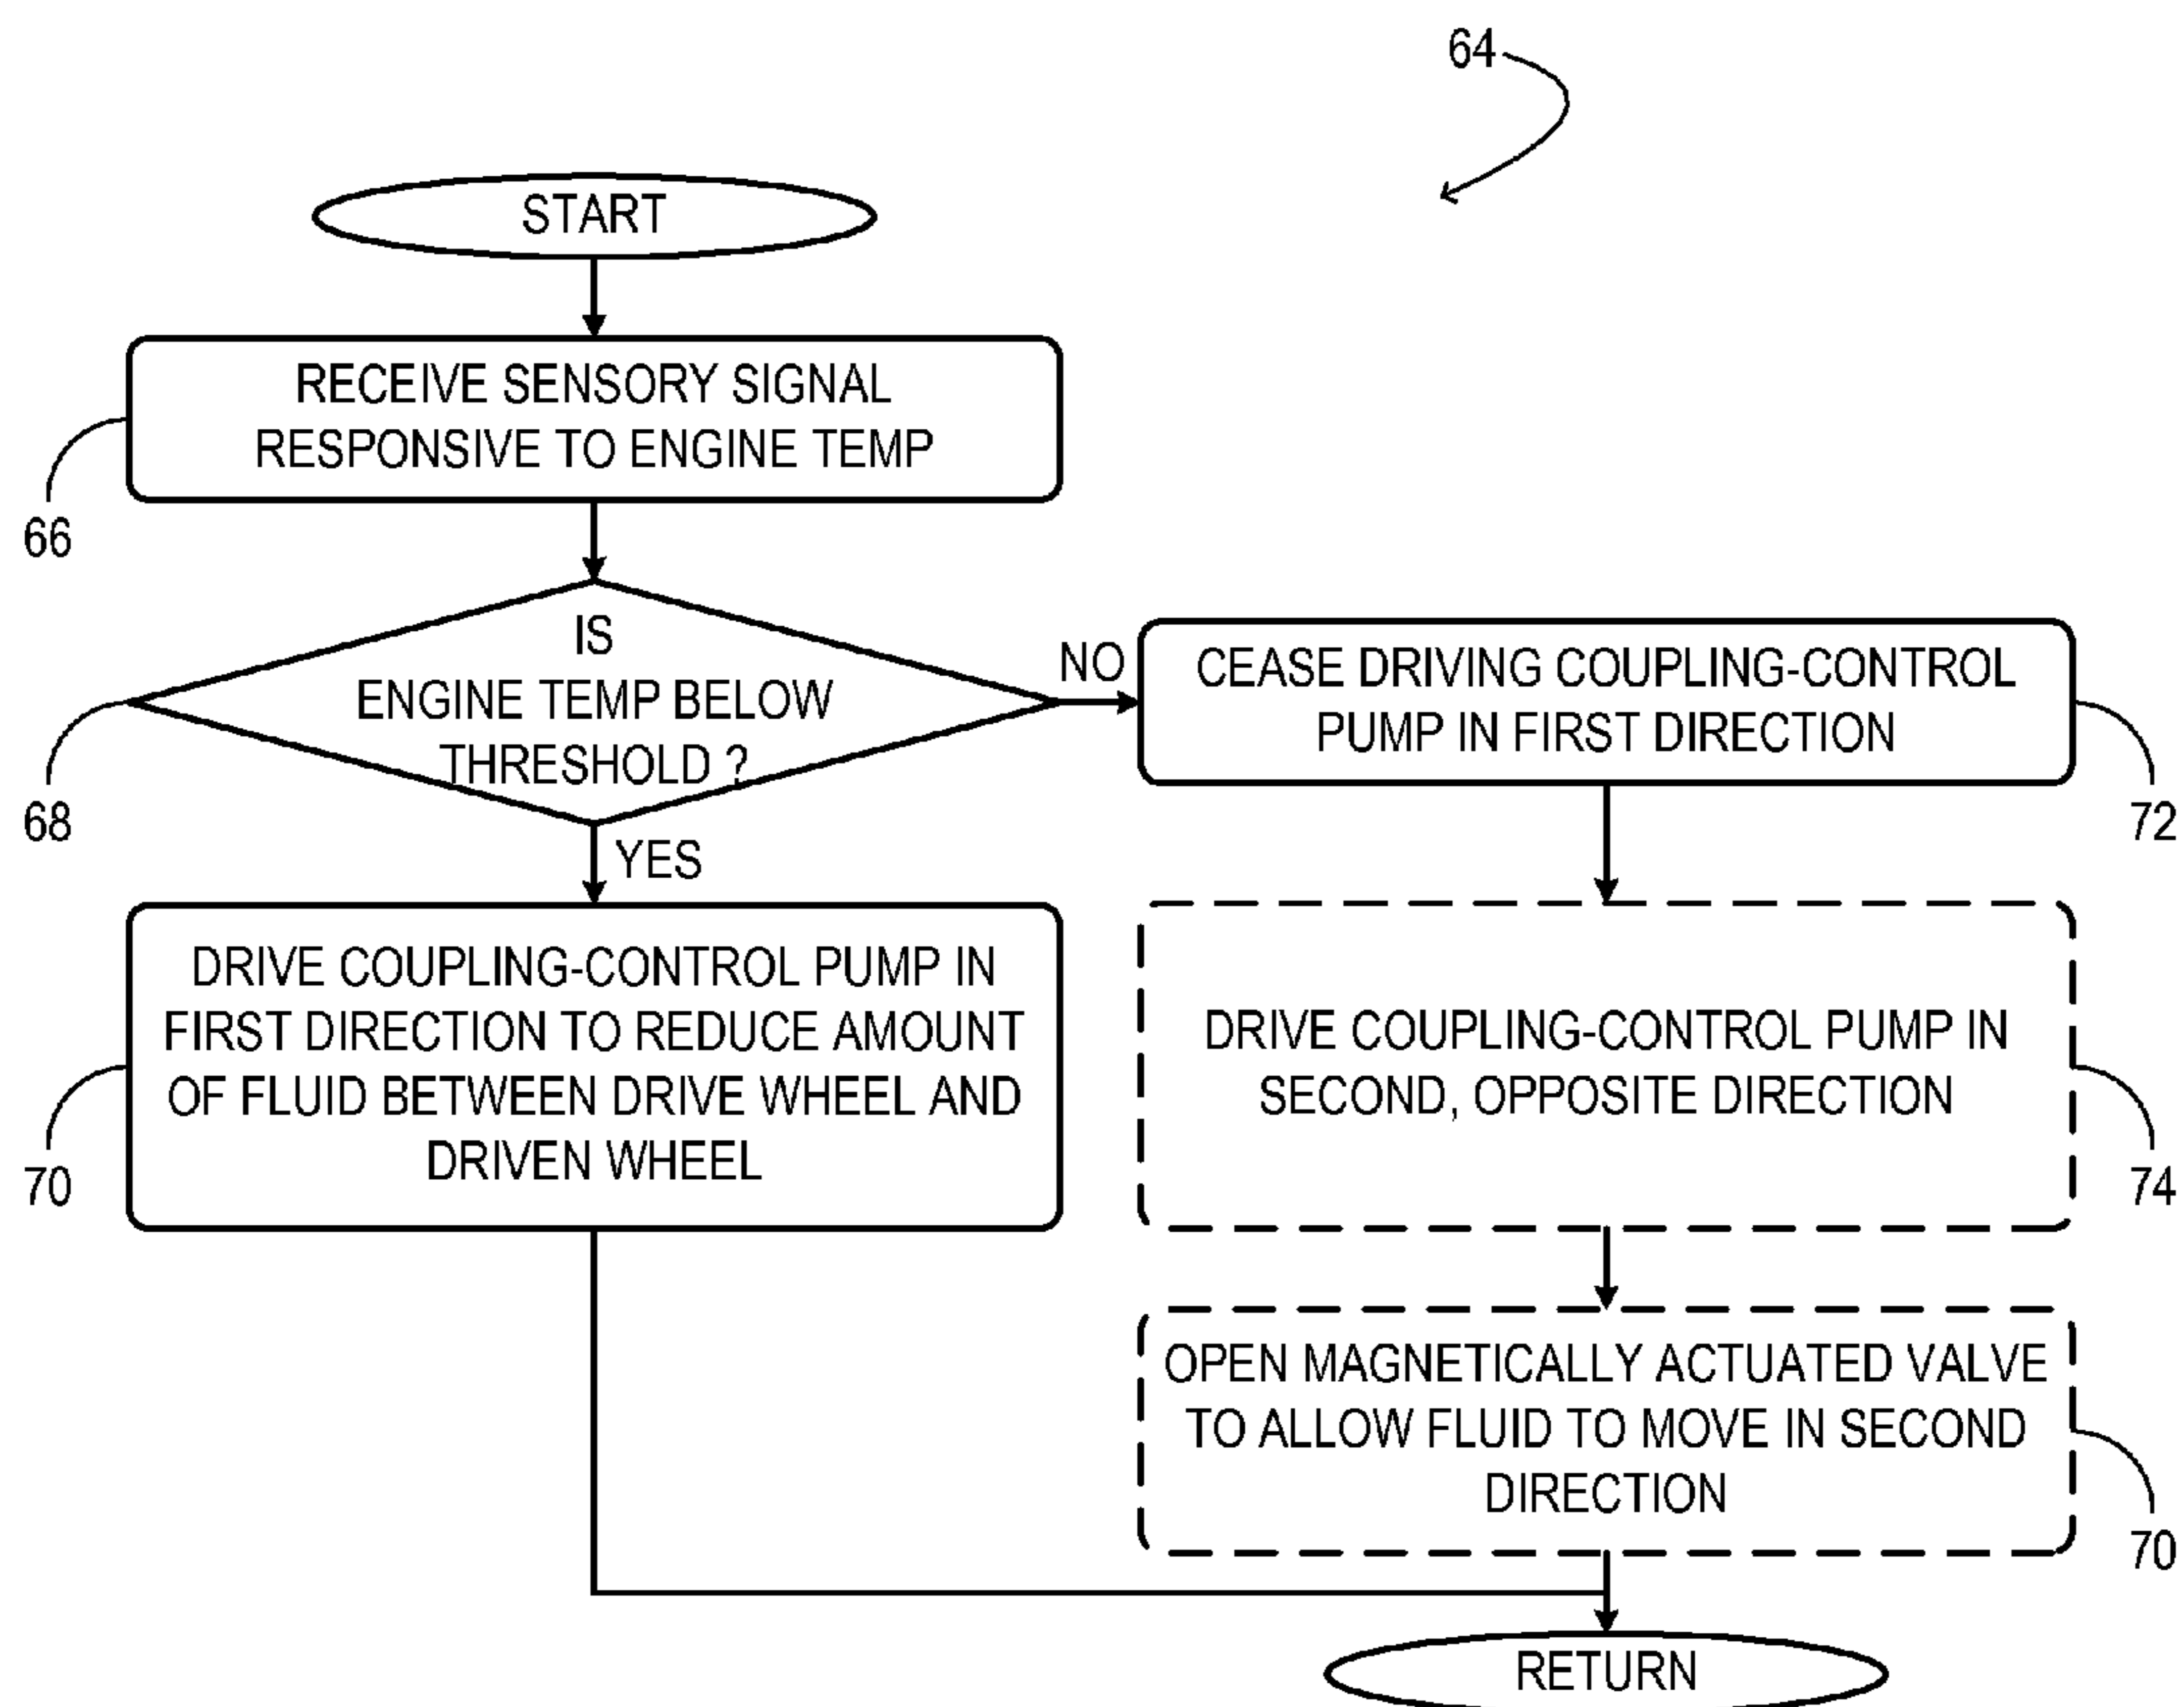 64
START
RECEIVE SENSORY SIGNAL
RESPONSIVE TO ENGINE TEMP
66
IS
ENGINE TEMP BELOW
THRESHOLD ?
68
NO
CEASE DRIVING COUPLING-CONTROL
PUMP IN FIRST DIRECTION
72
YES
DRIVE COUPLING-CONTROL PUMP IN
FIRST DIRECTION TO REDUCE AMOUNT
OF FLUID BETWEEN DRIVE WHEEL AND
DRIVEN WHEEL
70
DRIVE COUPLING-CONTROL PUMP IN
SECOND, OPPOSITE DIRECTION
74
OPEN MAGNETICALLY ACTUATED VALVE
TO ALLOW FLUID TO MOVE IN SECOND
DIRECTION
70
RETURN